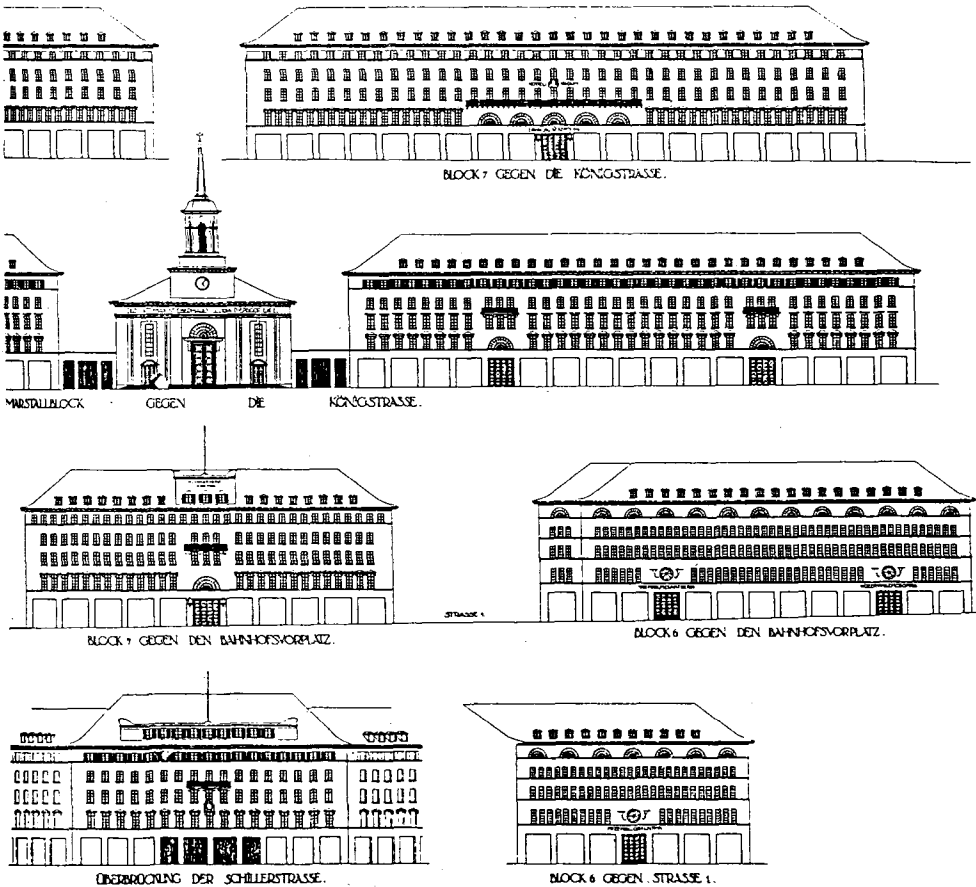 BLOCK 7 GEGEN DIE KÖNIGSTRASSE.
MARSTALLBLOCK GEGEN DIE KÖNIGSTRASSE.
STRASSE 1
BLOCK 7 GEGEN DEN BAHNHOFSVORPLATZ.
BLOCK 6 GEGEN DEN BAHNHOFSVORPLATZ.
ÜBERBRÜCKUNG DER SCHILLERSTRASSE.
BLOCK 6 GEGEN STRASSE 1.